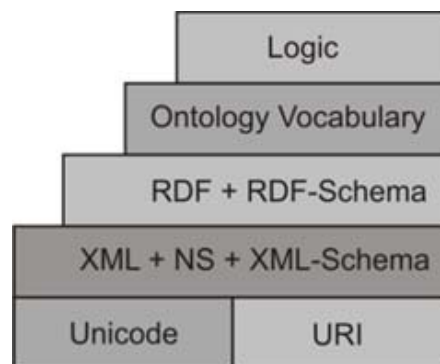 Logic
Ontology Vocabulary
RDF + RDF-Schema
XML + NS + XML-Schema
Unicode URI